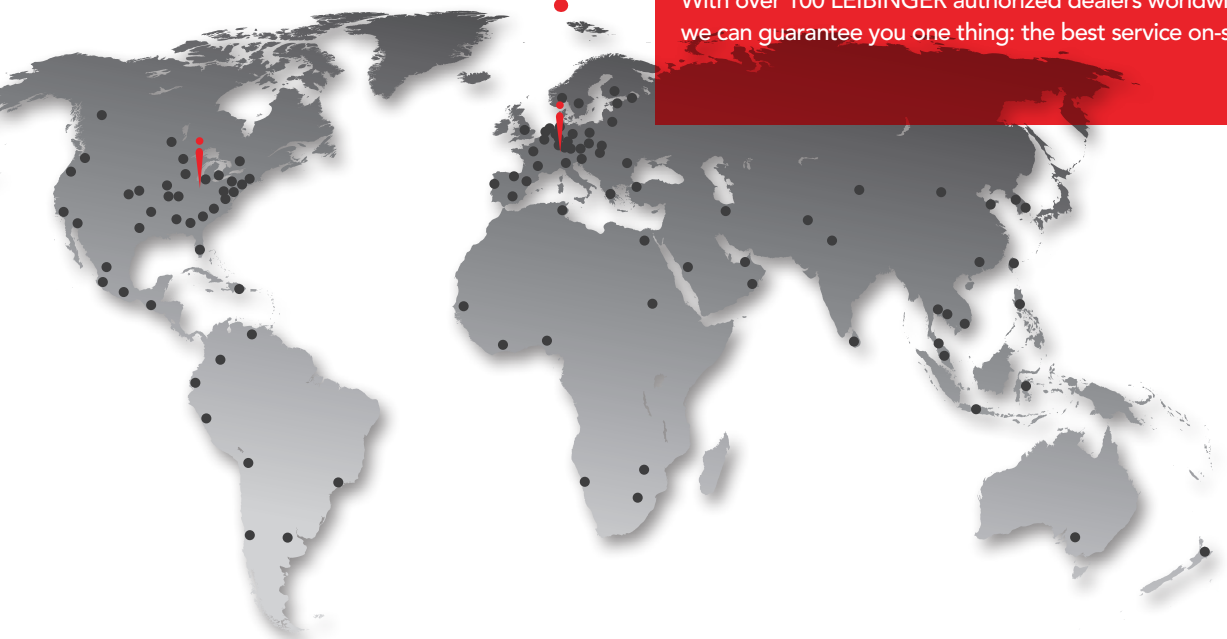 With over 100 LEIBINGER authorized dealers
we can guarantee you one thing: the best service